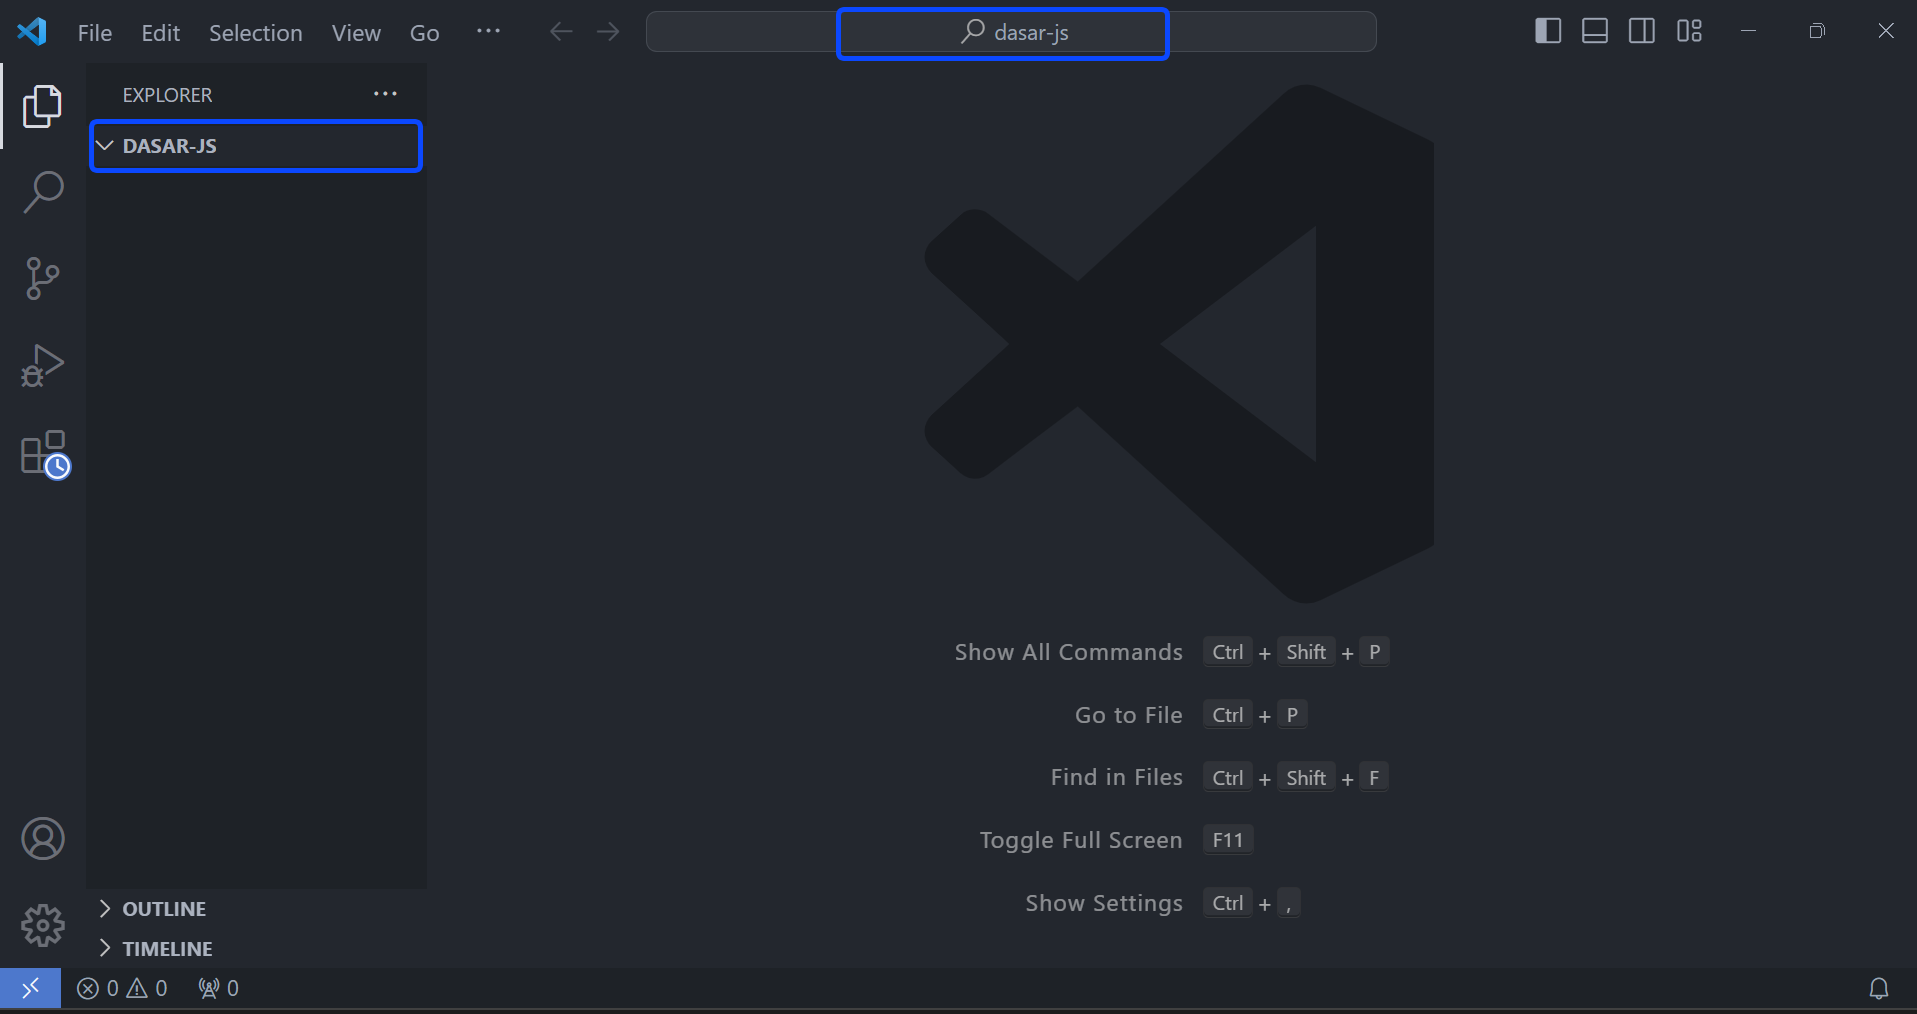 File Edit Selection View Go ···
dasar-js
EXPLORER ···
DASAR-JS
Show All Commands Ctrl + Shift + P
Go to File Ctrl + P
Find in Files Ctrl + Shift + F
Toggle Full Screen F11
Show Settings Ctrl + ,
OUTLINE
TIMELINE
0 0 0